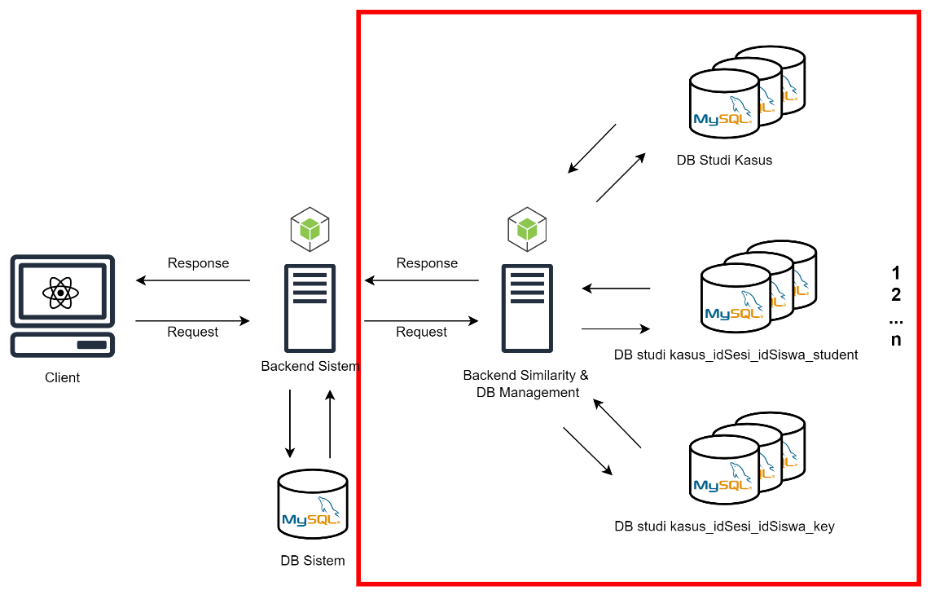 MySQL
DB Studi Kasus
Response
Request
Client
Backend Sistem
Response
Request
Backend Similarity &
DB Management
MySQL
DB studi kasus_idSesi_idSiswa_student
1
2
...
n
MySQL
DB studi kasus_idSesi_idSiswa_key
MySQL
DB Sistem